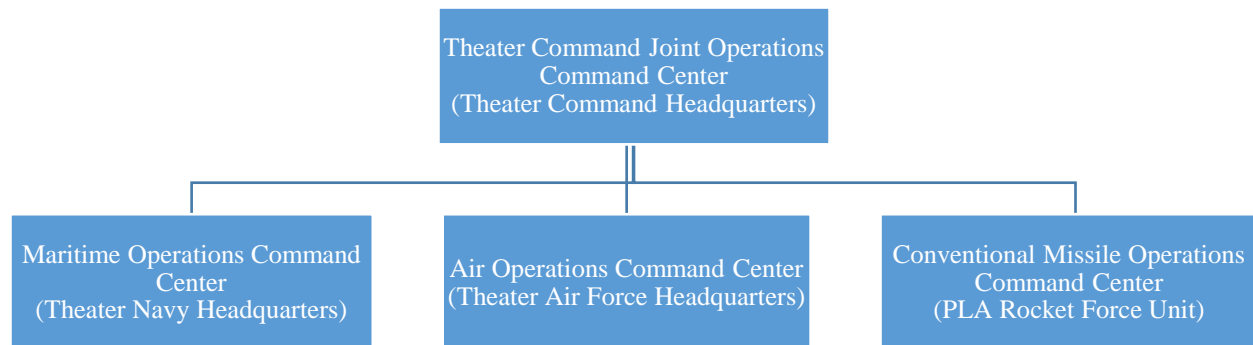 Theater Command Joint Operations
Command Center
(Theater Command Headquarters)
Maritime Operations Command
Center
(Theater Navy Headquarters)
Air Operations Command Center
(Theater Air Force Headquarters)
Conventional Missile Operations
Command Center
(PLA Rocket Force Unit)